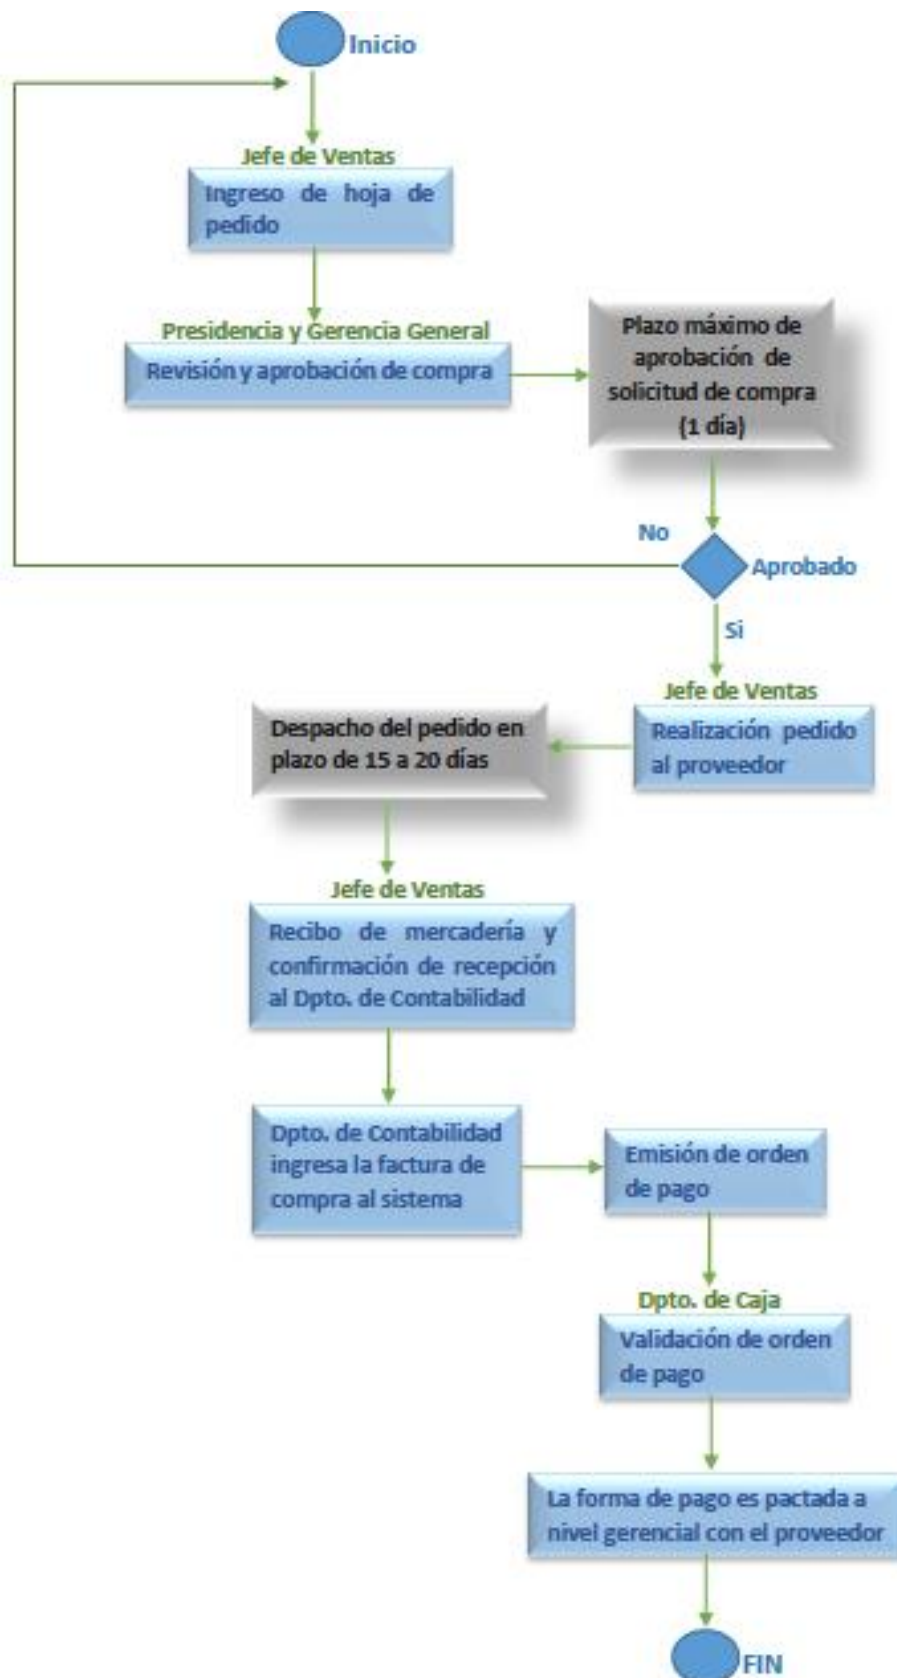 Inicio
Jefe de Ventas
Ingreso de hoja de
pedido
Presidencia y Gerencia General
Revisión y aprobación de compra
Plazo máximo de
aprobación de
solicitud de compra
(1 día)
No
Aprobado
Si
Jefe de Ventas
Realización pedido
al proveedor
Despacho del pedido en
plazo de 15 a 20 días
Jefe de Ventas
Recibo de mercadería y
confirmación de recepción
al Dpto. de Contabilidad
Dpto. de Contabilidad
ingresa la factura de
compra al sistema
Emisión de orden
de pago
Dpto. de Caja
Validación de orden
de pago
La forma de pago es pactada a
nivel gerencial con el proveedor
FIN